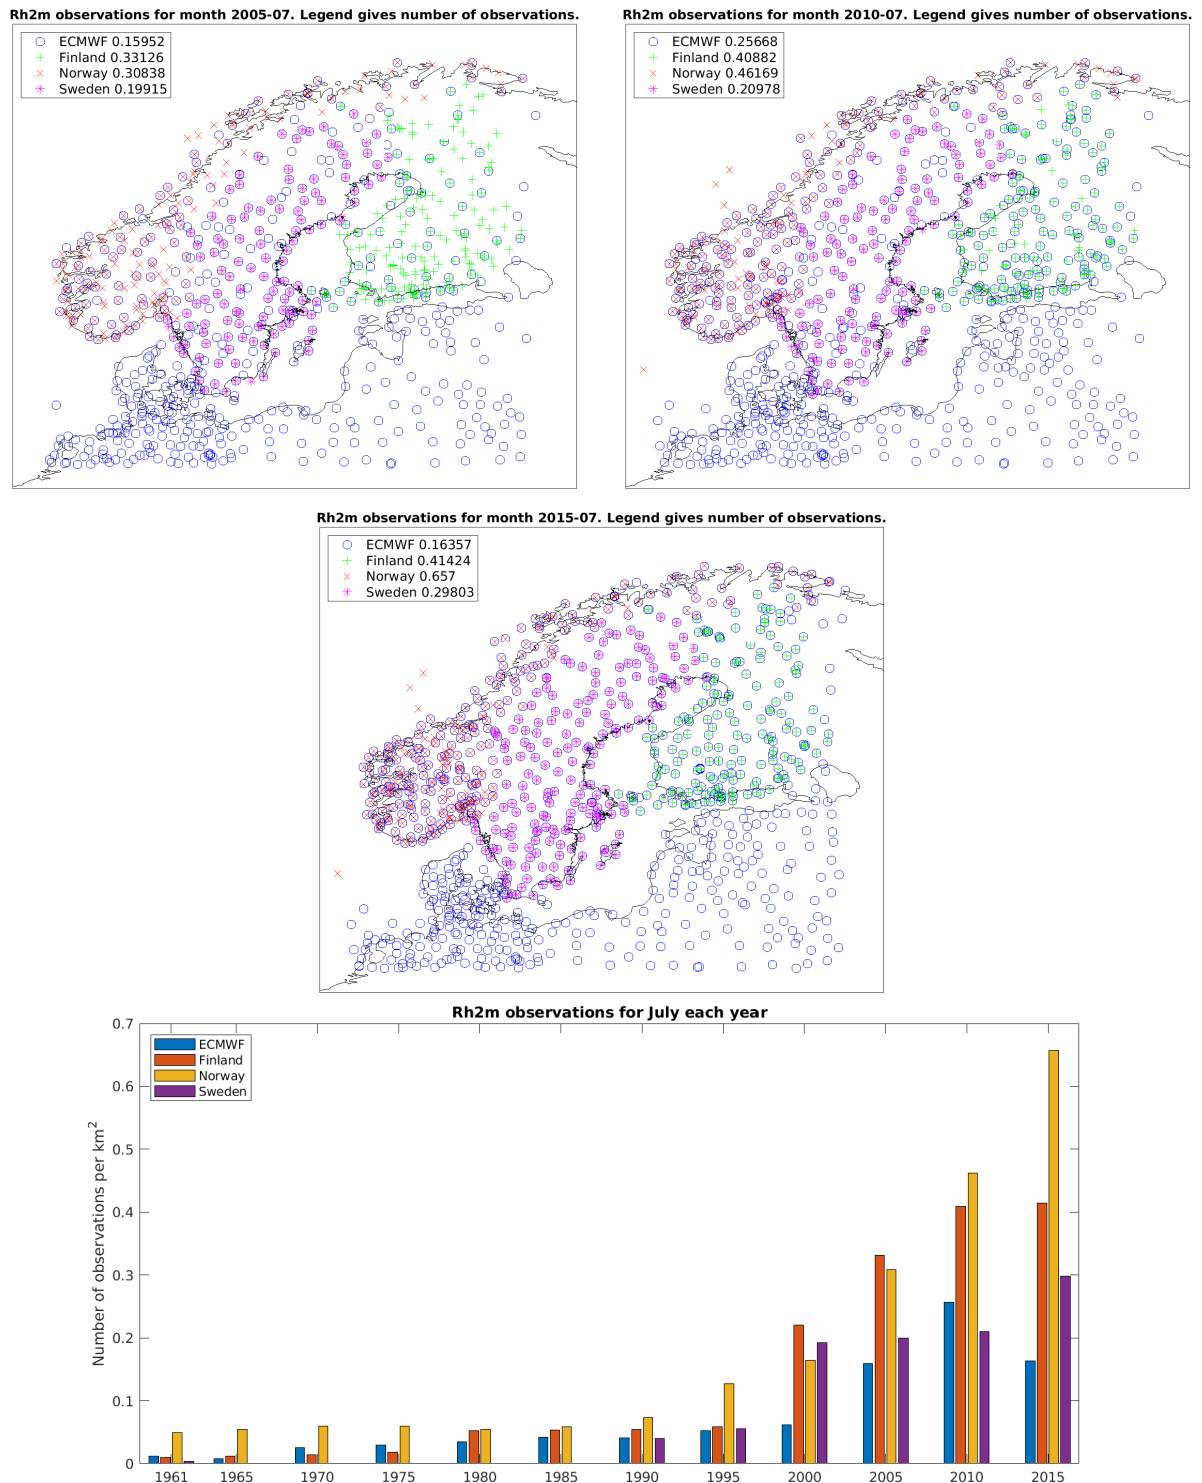 Rh2m observations for month 2005-07. Legend gives number of observations.
ECMWF 0.15952
Finland 0.33126
Norway 0.30838
Sweden 0.19915
Rh2m observations for month 2010-07. Legend gives number of observations.
ECMWF 0.25668
Finland 0.40882
Norway 0.46169
Sweden 0.20978
Rh2m observations for month 2015-07. Legend gives number of observations.
ECMWF 0.16357
Finland 0.41424
Norway 0.657
Sweden 0.29803
Rh2m observations for July each year
ECMWF
Finland
Norway
Sweden
Number of observations per km²
0.7
0.6
0.5
0.4
0.3
0.2
0.1
0
1961 1965 1970 1975 1980 1985 1990 1995 2000 2005 2010 2015